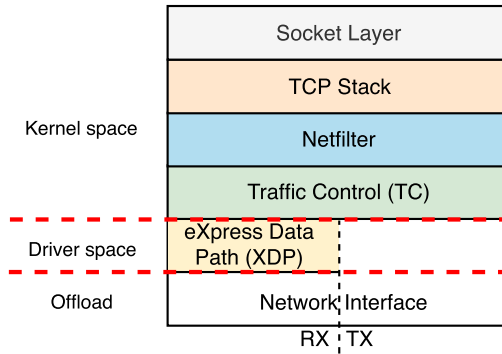 Socket Layer
TCP Stack
Kernel space
Netfilter
Traffic Control (TC)
eXpress Data
Driver space
Path (XDP)
Offload
Network Interface
RX TX